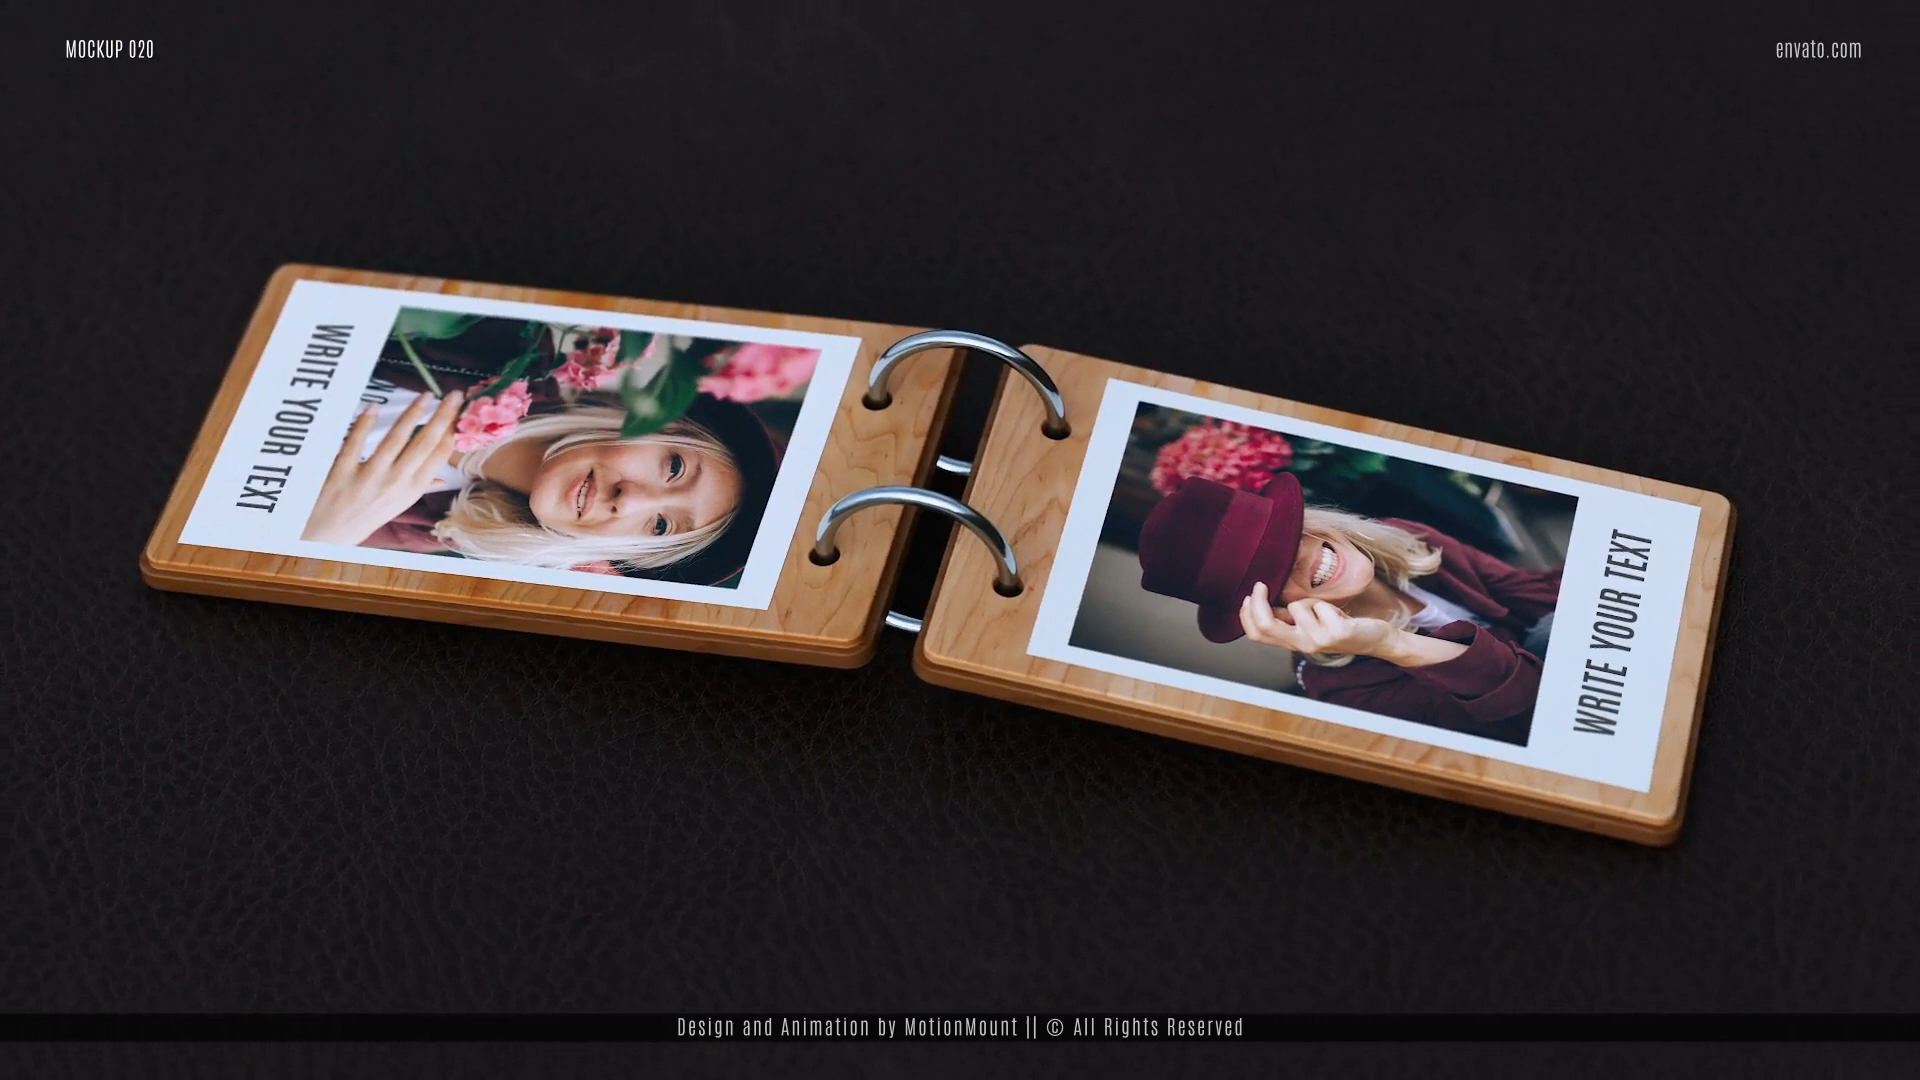 MOCKUP 020
envato.com
WRITE YOUR TEXT
WRITE YOUR TEXT
Design and Animation by MotionMount || © All Rights Reserved